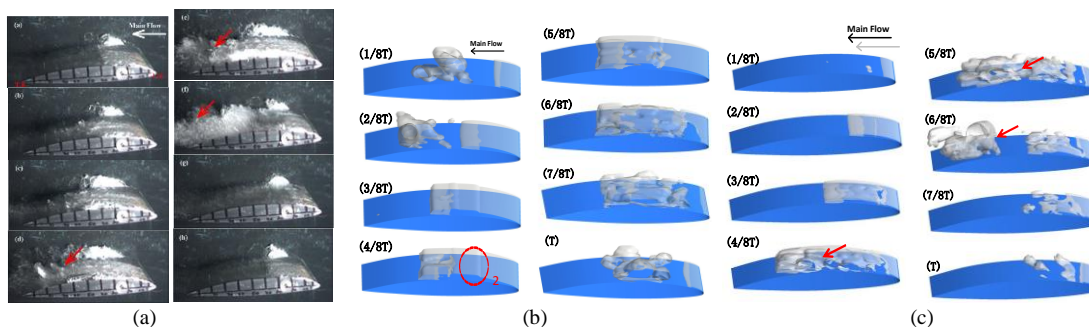 (a)
Main Flow
(b)
(c)
(d)
(e)
(f)
(g)
(h)
(a)
Main Flow
(1/8T)
(2/8T)
(3/8T)
(4/8T)
2
(5/8T)
(6/8T)
(7/8T)
(T)
(b)
Main Flow
(1/8T)
(2/8T)
(3/8T)
(4/8T)
(5/8T)
(6/8T)
(7/8T)
(T)
(c)